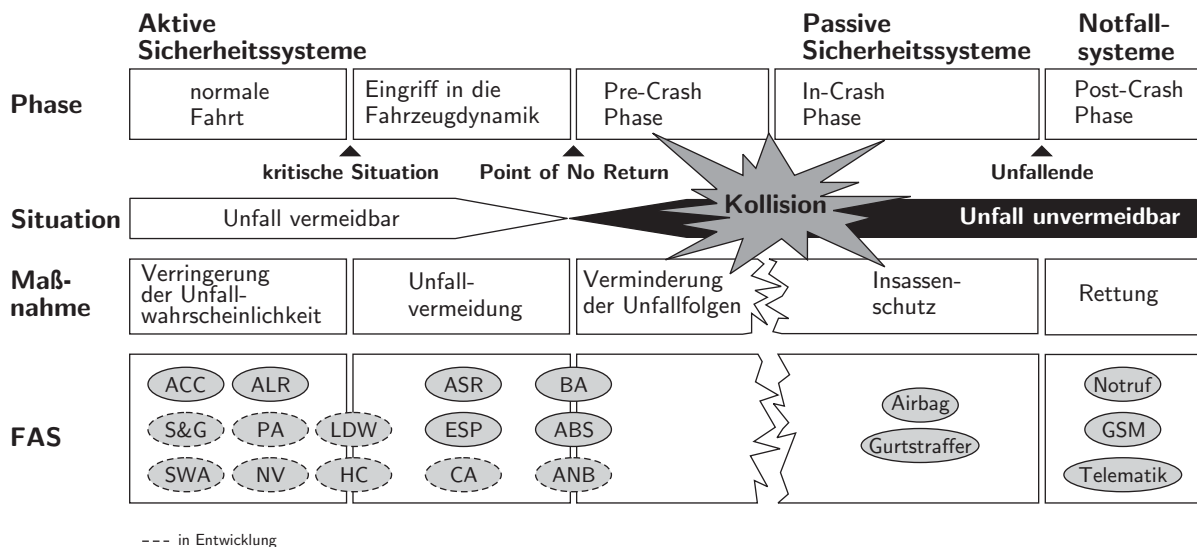 Aktive
Sicherheitssysteme
Passive
Sicherheitssysteme
Notfall-
systeme
Phase
normale
Fahrt
Eingriff in die
Fahrzeugdynamik
Pre-Crash
Phase
In-Crash
Phase
Post-Crash
Phase
kritische Situation
Point of No Return
Unfallende
Situation
Unfall vermeidbar
Kollision
Unfall unvermeidbar
Maß-
nahme
Verringerung
der Unfall-
wahrscheinlichkeit
Unfall-
vermeidung
Verminderung
der Unfallfolgen
Insassen-
schutz
Rettung
FAS
ACC ALR ASR BA
S&G PA LDW ESP ABS
SWA NV HC CA ANB
Airbag
Gurtstraffer
Notruf
GSM
Telematik
--- in Entwicklung